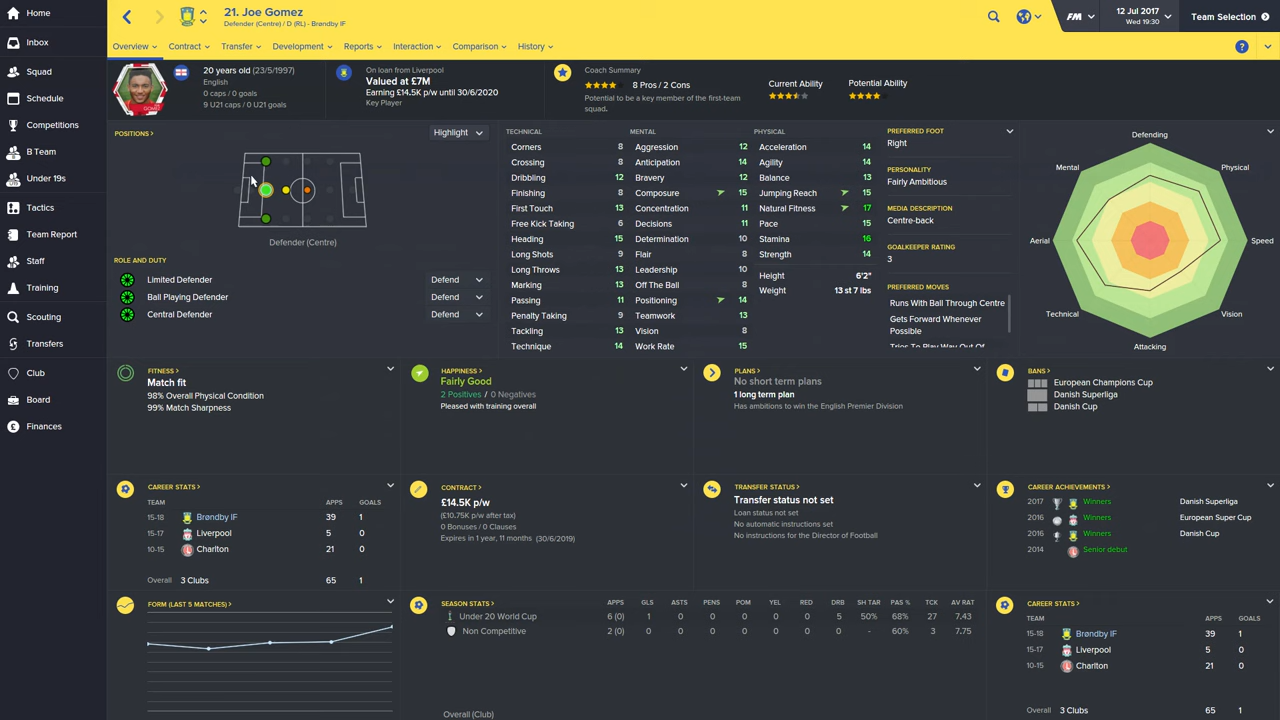 Home
Inbox
Squad
Schedule
Competitions
B Team
Under 19s
Tactics
Team Report
Staff
Training
Scouting
Transfers
Club
Board
Finances
21. Joe Gomez
Defender (Centre) / D (RL) - Brøndby IF
FM
12 Jul 2017
Wed 19:30
Team Selection
Overview
Contract
Transfer
Development
Reports
Interaction
Comparison
History
?
20 years old (23/5/1997)
English
0 caps / 0 goals
9 U21 caps / 0 U21 goals
On loan from Liverpool
Valued at £7M
Earning £14.5K p/w until 30/6/2020
Key Player
Coach Summary
8 Pros / 2 Cons
Potential to be a key member of the first-team
squad.
Current Ability
Potential Ability
POSITIONS >
Highlight
Defender (Centre)
ROLE AND DUTY
Limited Defender Defend
Ball Playing Defender Defend
Central Defender Defend
TECHNICAL
Corners 8
Crossing 8
Dribbling 12
Finishing 8
First Touch 13
Free Kick Taking 6
Heading 15
Long Shots 9
Long Throws 13
Marking 13
Passing 11
Penalty Taking 9
Tackling 13
Technique 14
MENTAL
Aggression 12
Anticipation 14
Bravery 12
Composure 15
Concentration 11
Decisions 11
Determination 10
Flair 8
Leadership 10
Off The Ball 8
Positioning 14
Teamwork 13
Vision 8
Work Rate 15
PHYSICAL
Acceleration 14
Agility 14
Balance 13
Jumping Reach 15
Natural Fitness 17
Pace 15
Stamina 16
Strength 14
Height 6'2"
Weight 13 st 7 lbs
PREFERRED FOOT
Right
PERSONALITY
Fairly Ambitious
MEDIA DESCRIPTION
Centre-back
GOALKEEPER RATING
3
PREFERRED MOVES
Runs With Ball Through Centre
Gets Forward Whenever
Possible
Tries To Play Way Out Of
Defending
Physical
Speed
Vision
Attacking
Technical
Aerial
Mental
FITNESS >
Match fit
98% Overall Physical Condition
99% Match Sharpness
HAPPINESS >
Fairly Good
2 Positives / 0 Negatives
Pleased with training overall
PLANS >
No short term plans
1 long term plan
Has ambitions to win the English Premier Division
BANS >
European Champions Cup
Danish Superliga
Danish Cup
CAREER STATS >
TEAM APPS GOALS
15-18 Brøndby IF 39 1
15-17 Liverpool 5 0
10-15 Charlton 21 0
Overall 3 Clubs 65 1
CONTRACT >
£14.5K p/w
(£10.75K p/w after tax)
0 Bonuses / 0 Clauses
Expires in 1 year, 11 months (30/6/2019)
TRANSFER STATUS >
Transfer status not set
Loan status not set
No automatic instructions set
No instructions for the Director of Football
CAREER ACHIEVEMENTS >
2017 Winners Danish Superliga
2016 Winners European Super Cup
2016 Winners Danish Cup
2014 Senior debut
FORM (LAST 5 MATCHES) >
SEASON STATS > APPS GLS ASTS PENS POM YEL RED DRB SH TAR PAS % TCK AV RAT
Under 20 World Cup 6 (0) 1 0 0 0 0 0 5 50% 68% 27 7.43
Non Competitive 2 (0) 0 0 0 0 0 0 0 - 60% 3 7.75
Overall (Club)
CAREER STATS >
TEAM APPS GOALS
15-18 Brøndby IF 39 1
15-17 Liverpool 5 0
10-15 Charlton 21 0
Overall 3 Clubs 65 1